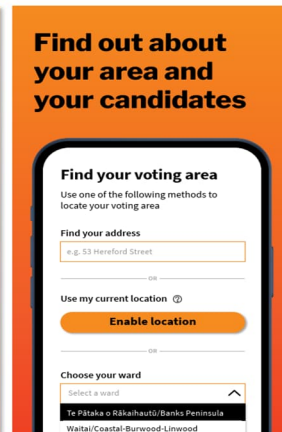 Find out about
your area and
your candidates
Find your voting area
Use one of the following methods to
locate your voting area
Find your address
e.g. 53 Hereford Street
OR
Use my current location ?
Enable location
OR
Choose your ward
Select a ward
Te Pātaka o Rākaihautū/Banks Peninsula
Waitai/Coastal-Burwood-Linwood